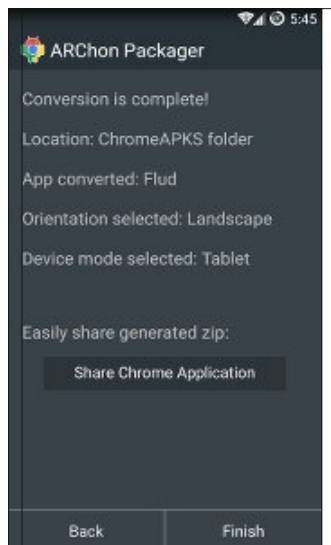 5:45
ARChon Packager
Conversion is complete!
Location: ChromeAPKS folder
App converted: Flud
Orientation selected: Landscape
Device mode selected: Tablet
Easily share generated zip:
Share Chrome Application
Back Finish